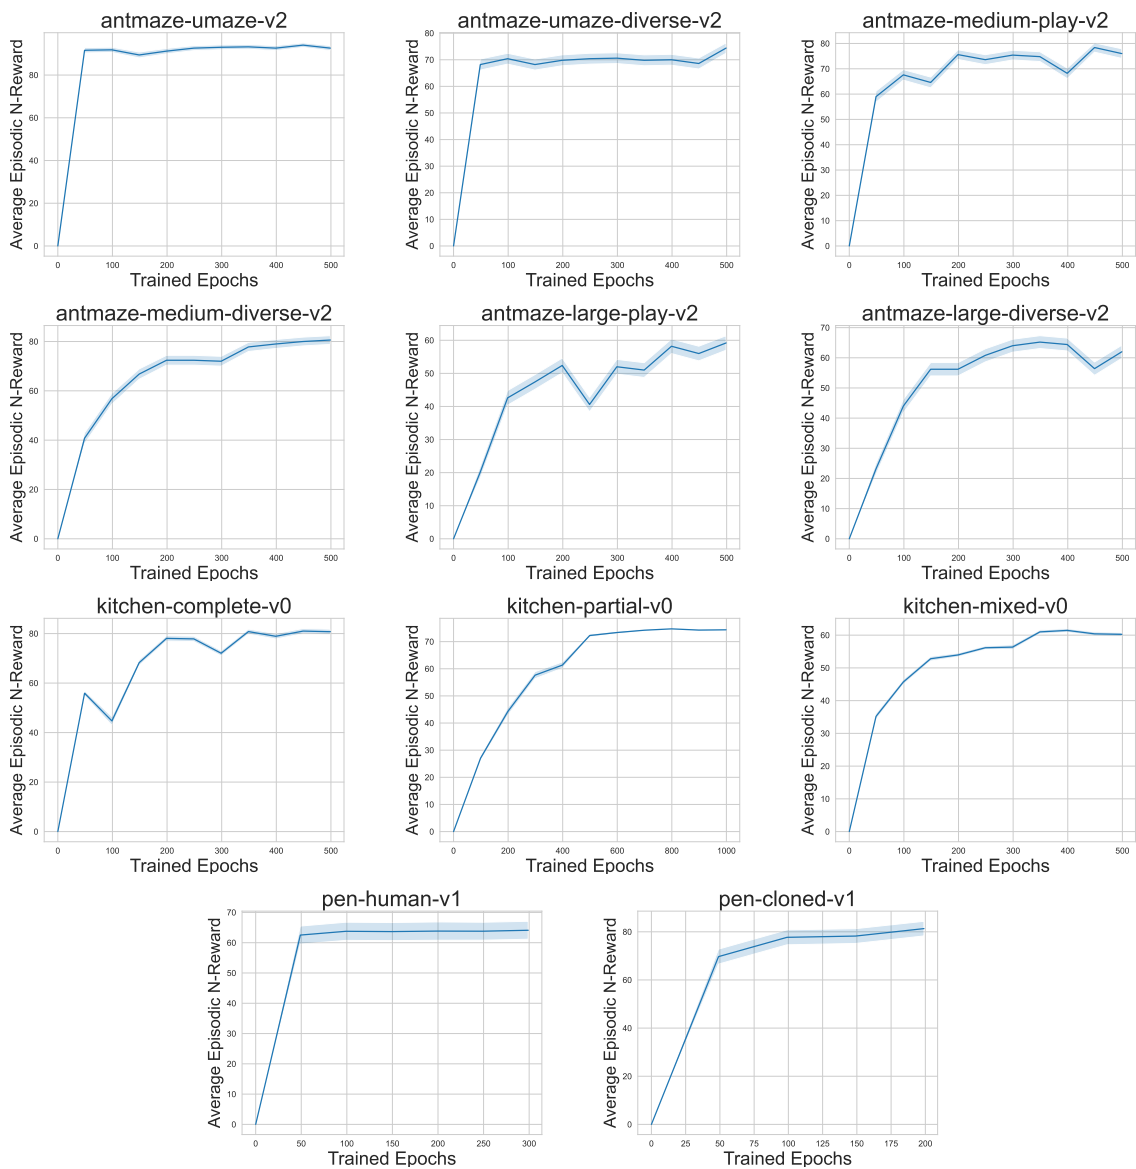 antmaze-umaze-v2
Average Episodic N-Reward
80
60
40
20
0
0 100 200 300 400 500
Trained Epochs
antmaze-umaze-diverse-v2
Average Episodic N-Reward
80
70
60
50
40
30
20
10
0
0 100 200 300 400 500
Trained Epochs
antmaze-medium-play-v2
Average Episodic N-Reward
80
70
60
50
40
30
20
10
0
0 100 200 300 400 500
Trained Epochs
antmaze-medium-diverse-v2
Average Episodic N-Reward
80
60
40
20
0
0 100 200 300 400 500
Trained Epochs
antmaze-large-play-v2
Average Episodic N-Reward
60
50
40
30
20
10
0
0 100 200 300 400 500
Trained Epochs
antmaze-large-diverse-v2
Average Episodic N-Reward
70
60
50
40
30
20
10
0
0 100 200 300 400 500
Trained Epochs
kitchen-complete-v0
Average Episodic N-Reward
80
60
40
20
0
0 100 200 300 400 500
Trained Epochs
kitchen-partial-v0
Average Episodic N-Reward
70
60
50
40
30
20
10
0
0 200 400 600 800 1000
Trained Epochs
kitchen-mixed-v0
Average Episodic N-Reward
60
50
40
30
20
10
0
0 100 200 300 400 500
Trained Epochs
pen-human-v1
Average Episodic N-Reward
70
60
50
40
30
20
10
0
0 50 100 150 200 250 300
Trained Epochs
pen-cloned-v1
Average Episodic N-Reward
80
60
40
20
0
0 25 50 75 100 125 150 175 200
Trained Epochs